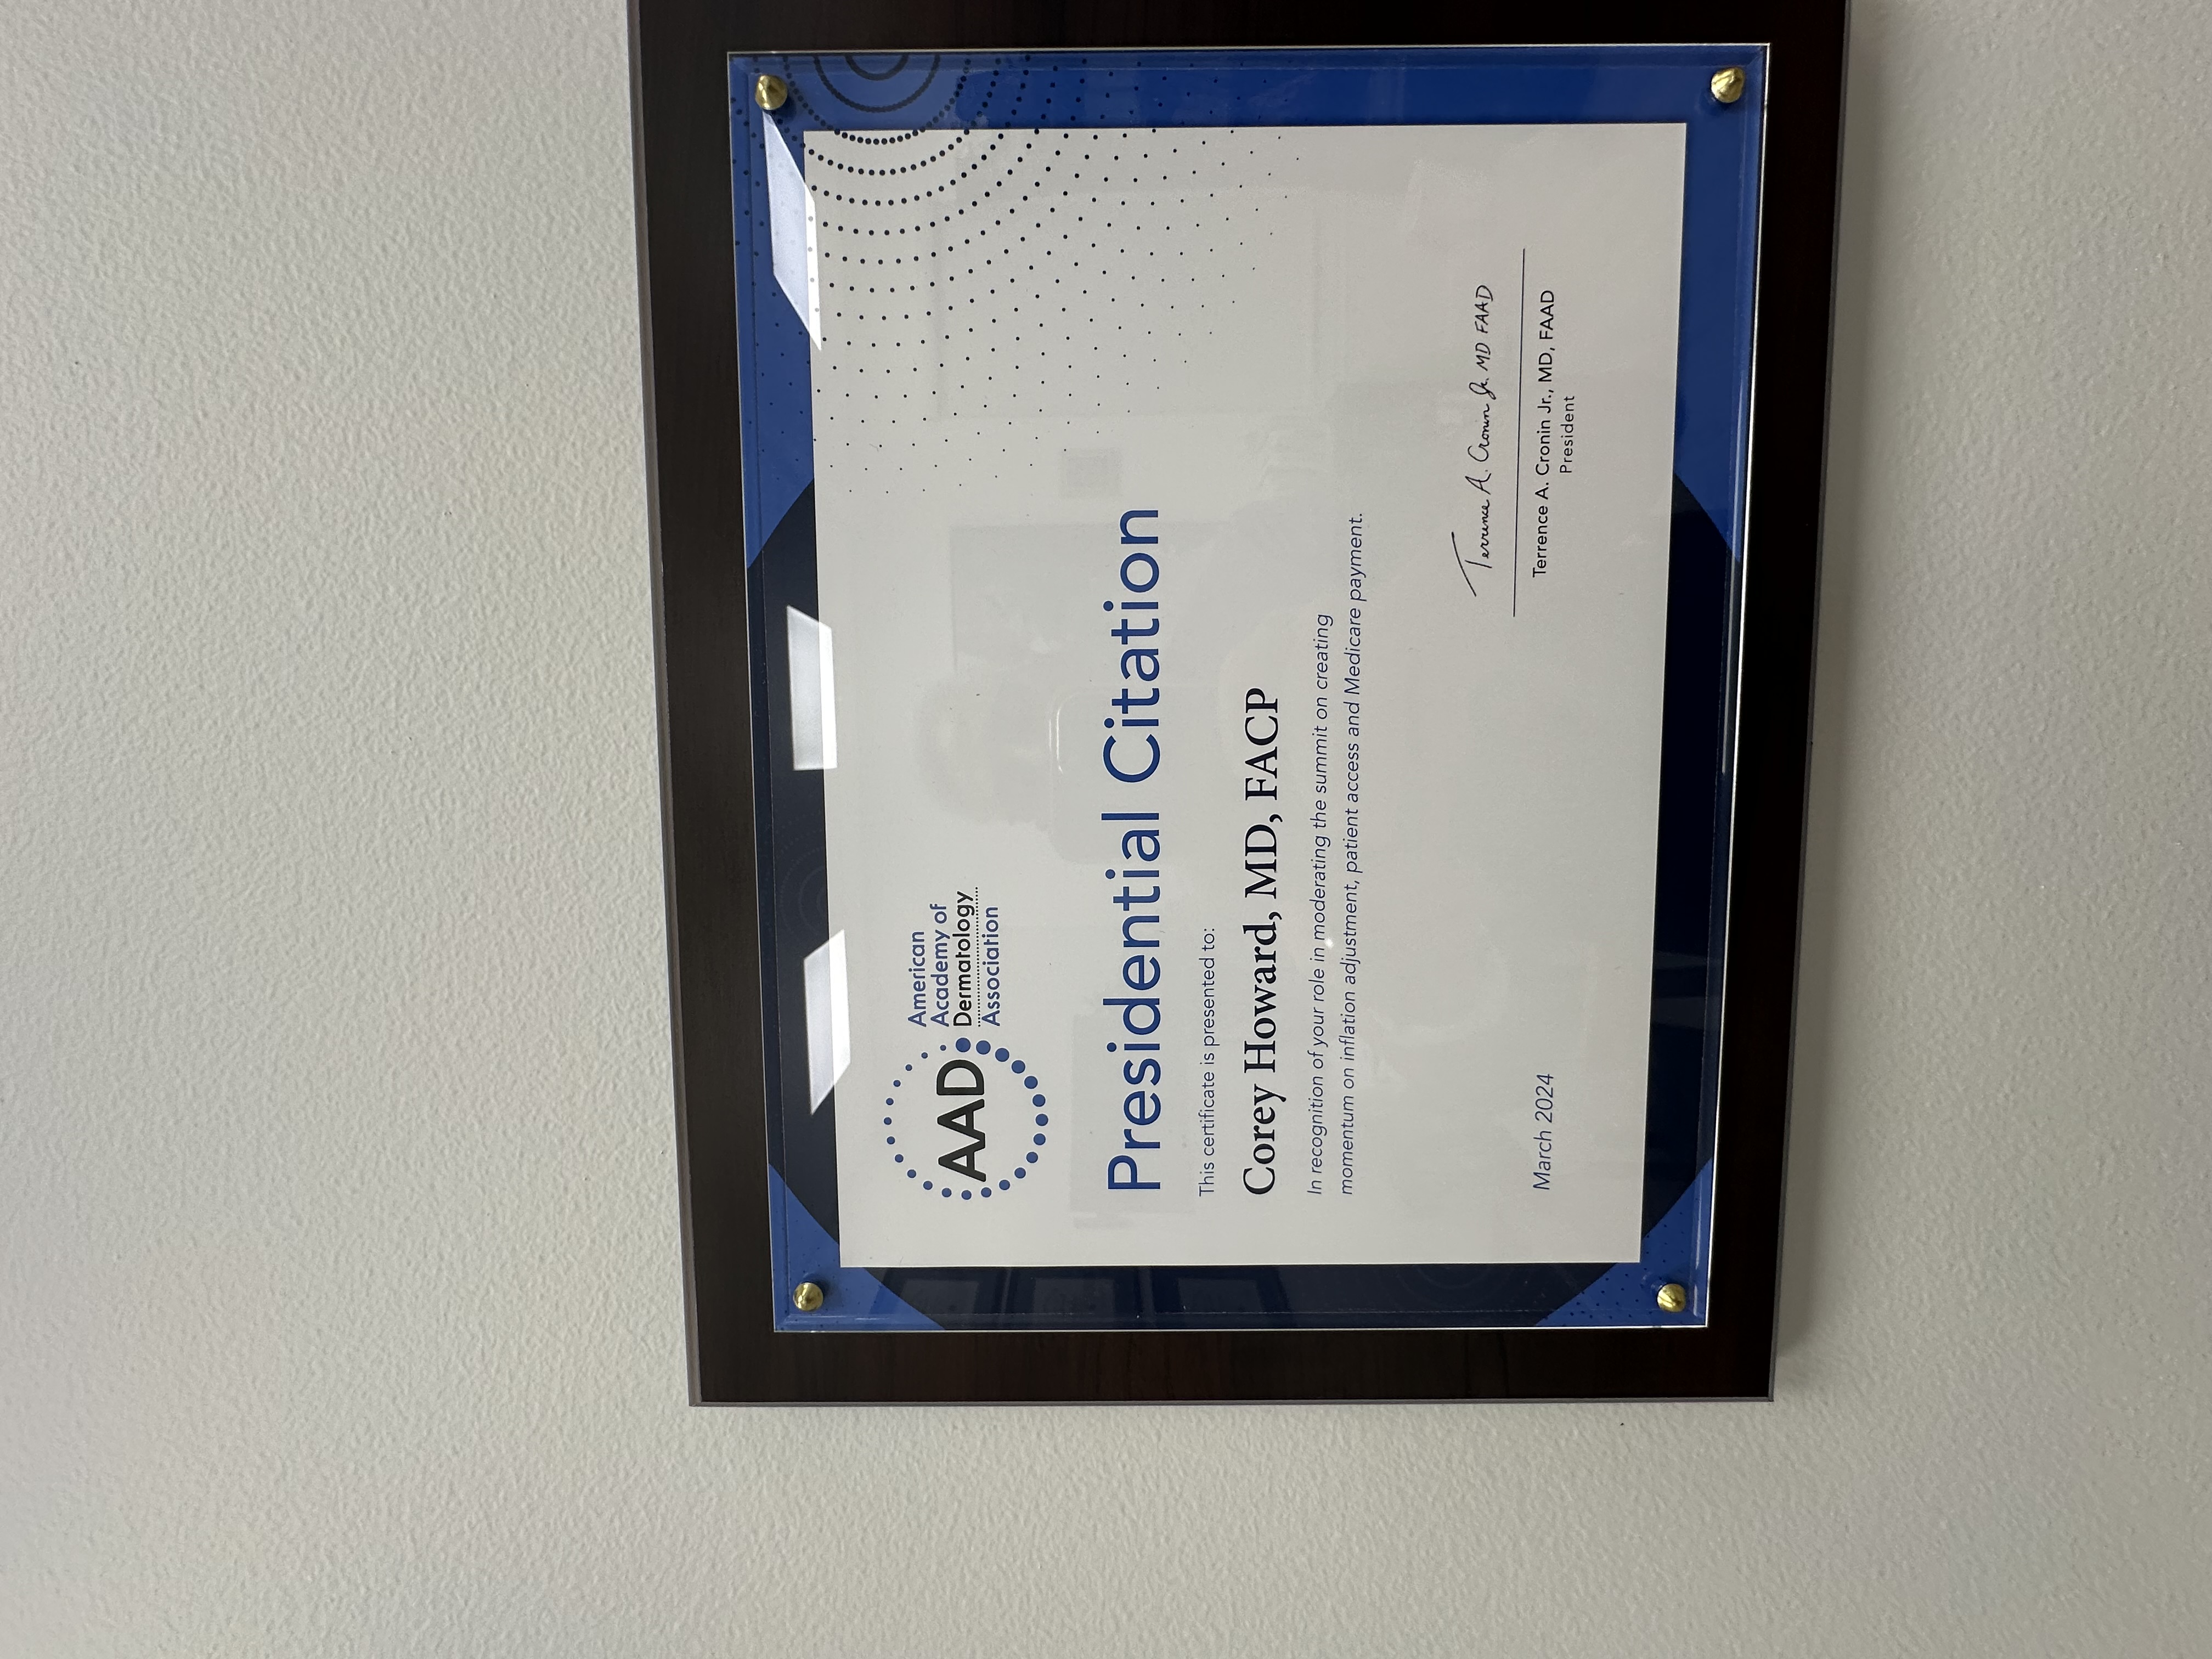 AAD
American
Academy of
Dermatology
Association
Presidential Citation
This certificate is presented to:
Corey Howard, MD, FACP
In recognition of your role in moderating the summit on creating
momentum on inflation adjustment, patient access and Medicare payment.
Terrence A. Cronin Jr. MD FAAD
March 2024
Terrence A. Cronin Jr., MD, FAAD
President